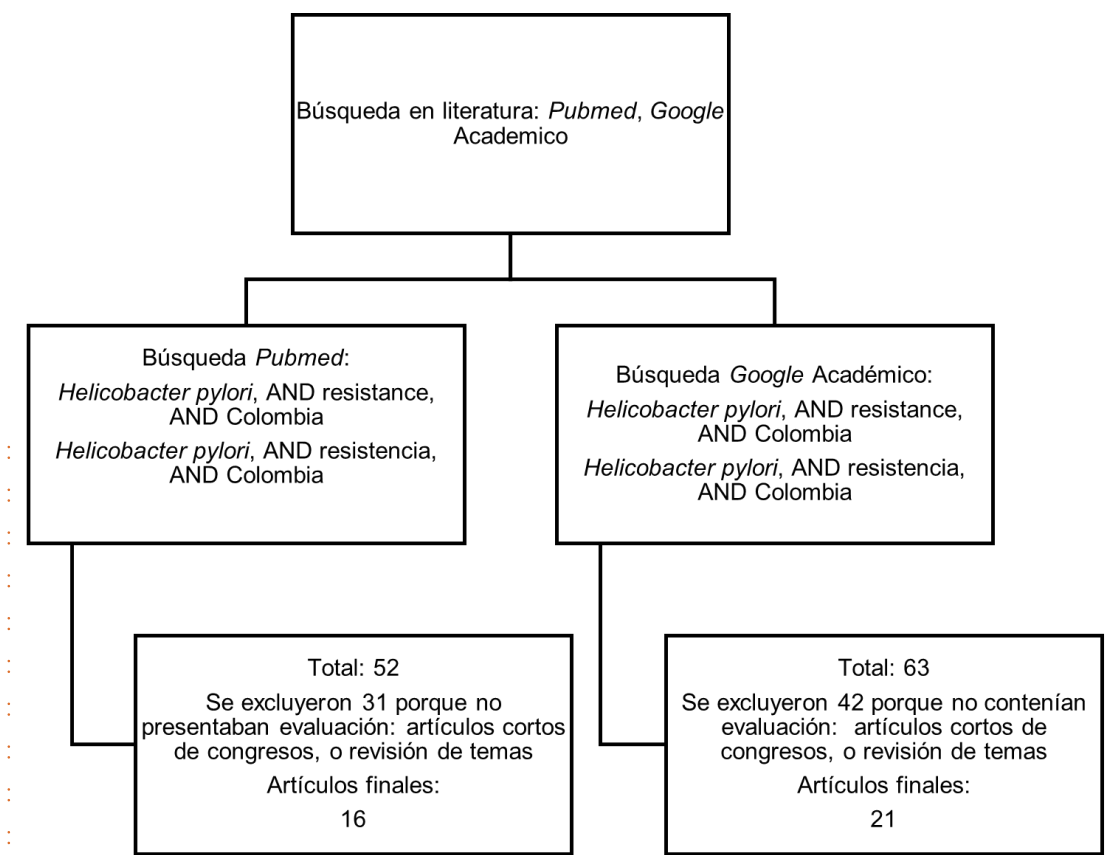 Búsqueda en literatura: Pubmed, Google
Academico
Búsqueda Pubmed:
Helicobacter pylori, AND resistance,
AND Colombia
Helicobacter pylori, AND resistencia,
AND Colombia
Búsqueda Google Académico:
Helicobacter pylori, AND resistance,
AND Colombia
Helicobacter pylori, AND resistencia,
AND Colombia
Total: 52
Se excluyeron 31 porque no
presentaban evaluación: artículos cortos
de congresos, o revisión de temas
Artículos finales:
16
Total: 63
Se excluyeron 42 porque no contenían
evaluación: artículos cortos de
congresos, o revisión de temas
Artículos finales:
21